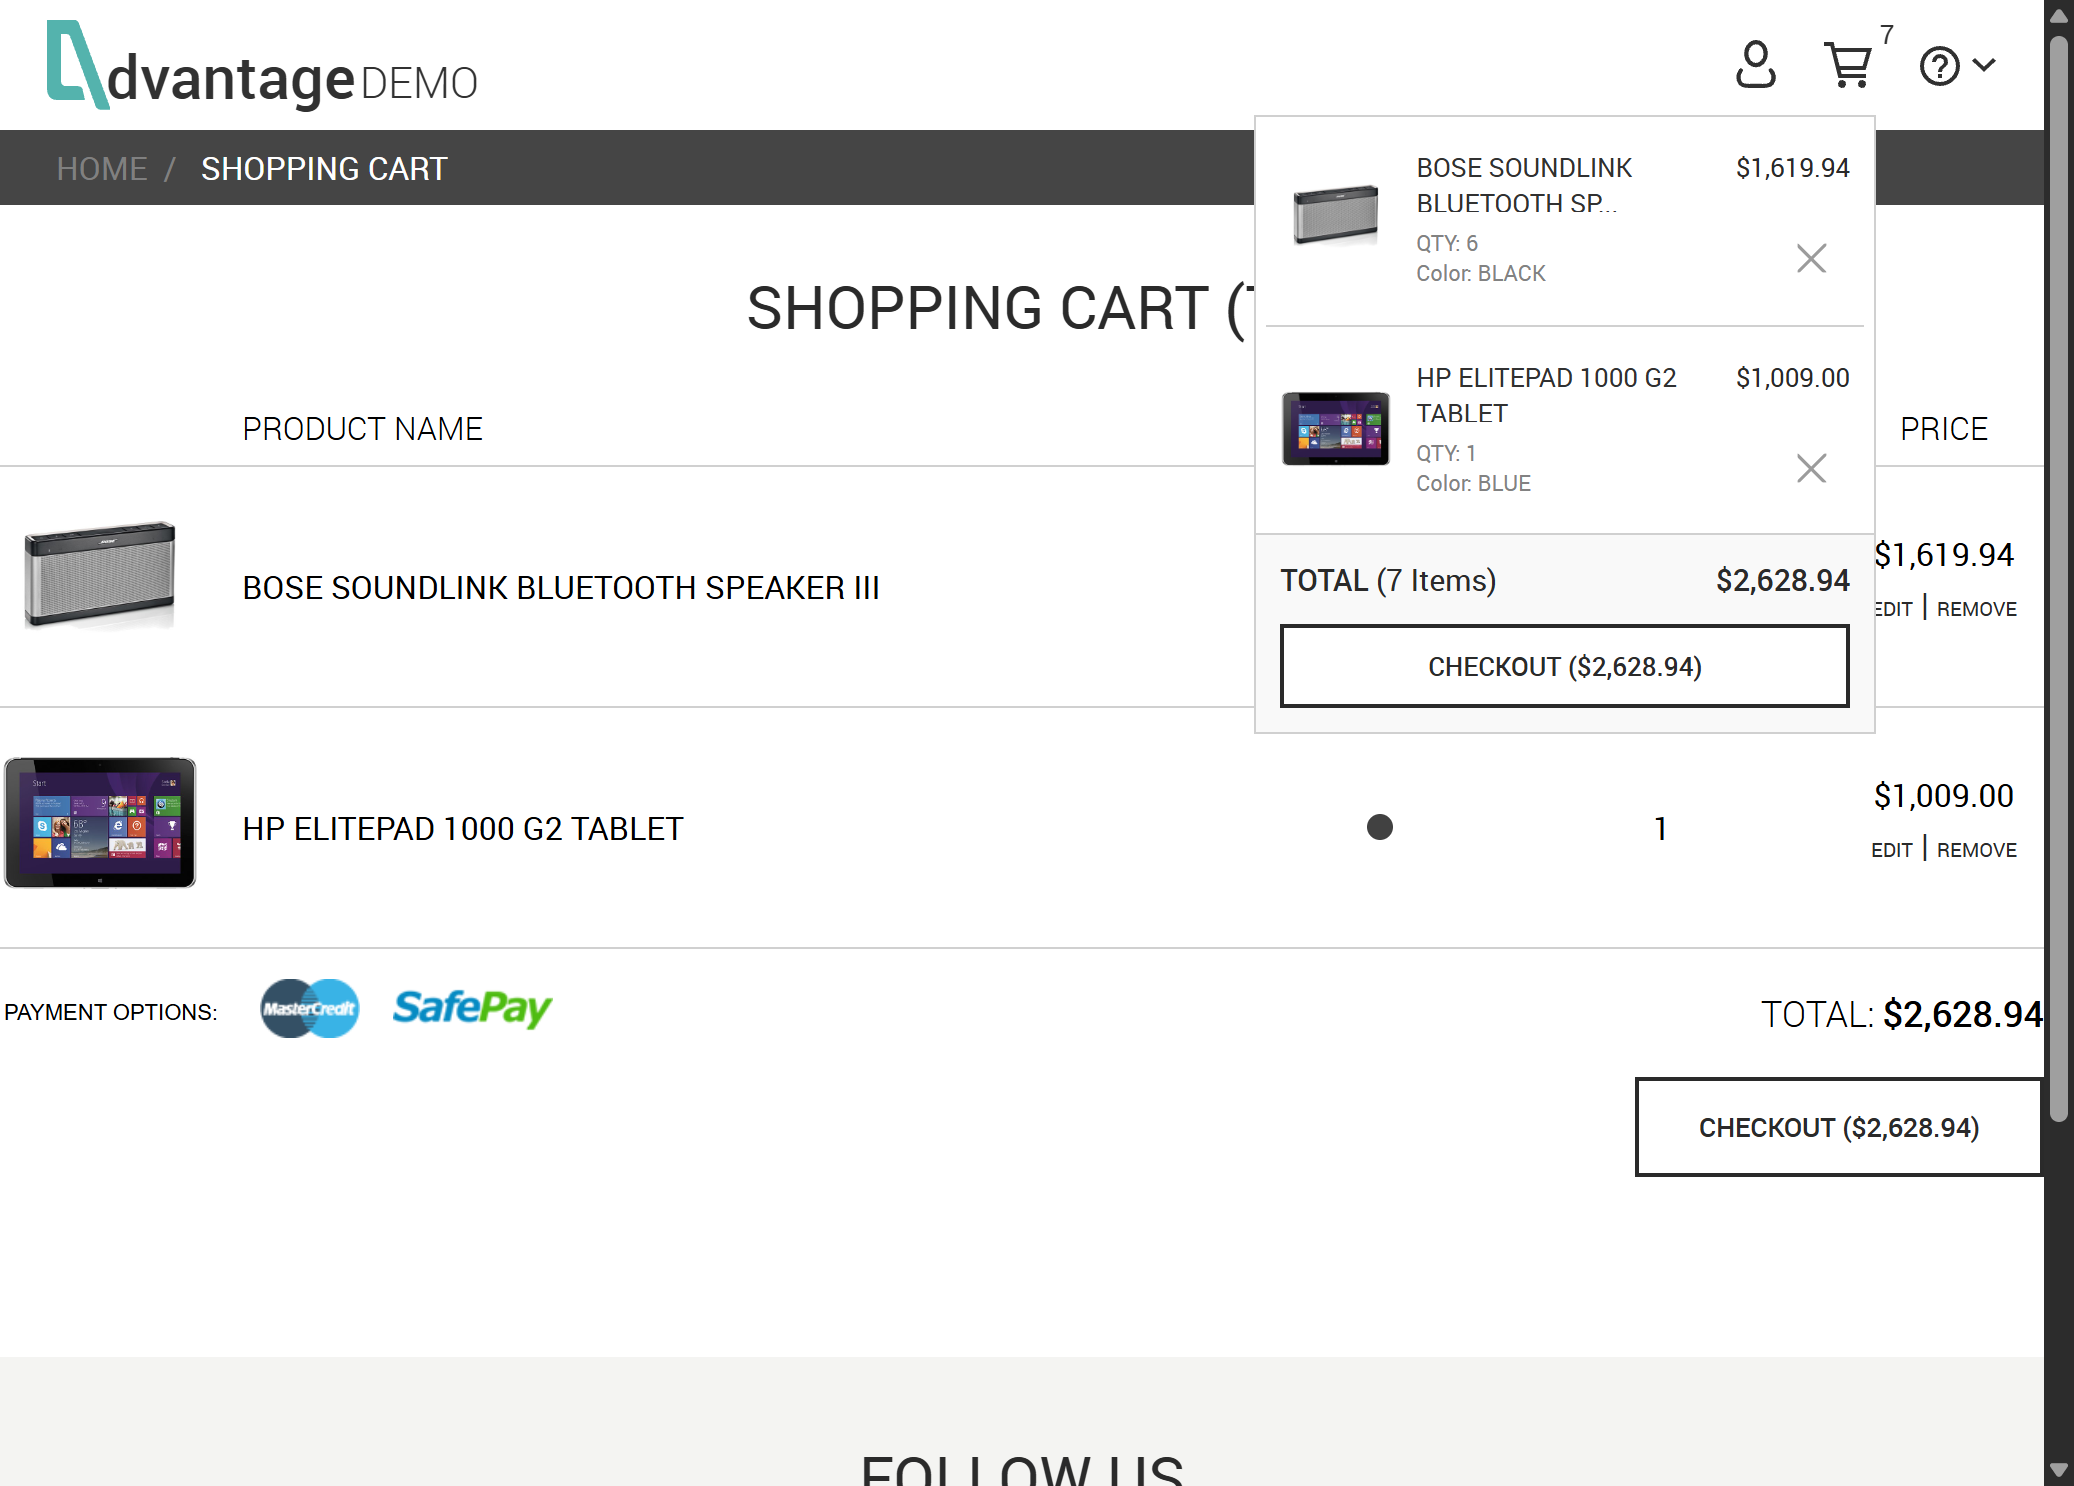 dvantage DEMO
7
HOME / SHOPPING CART
SHOPPING CART (
BOSE SOUNDLINK
BLUETOOTH SP...
$1,619.94
QTY: 6
Color: BLACK
HP ELITEPAD 1000 G2
TABLET
$1,009.00
QTY: 1
Color: BLUE
TOTAL (7 Items) $2,628.94
CHECKOUT ($2,628.94)
PRODUCT NAME
PRICE
BOSE SOUNDLINK BLUETOOTH SPEAKER III
$1,619.94
EDIT | REMOVE
HP ELITEPAD 1000 G2 TABLET
1
$1,009.00
EDIT | REMOVE
PAYMENT OPTIONS:
MasterCredit
SafePay
TOTAL: $2,628.94
CHECKOUT ($2,628.94)
FOLLOW US